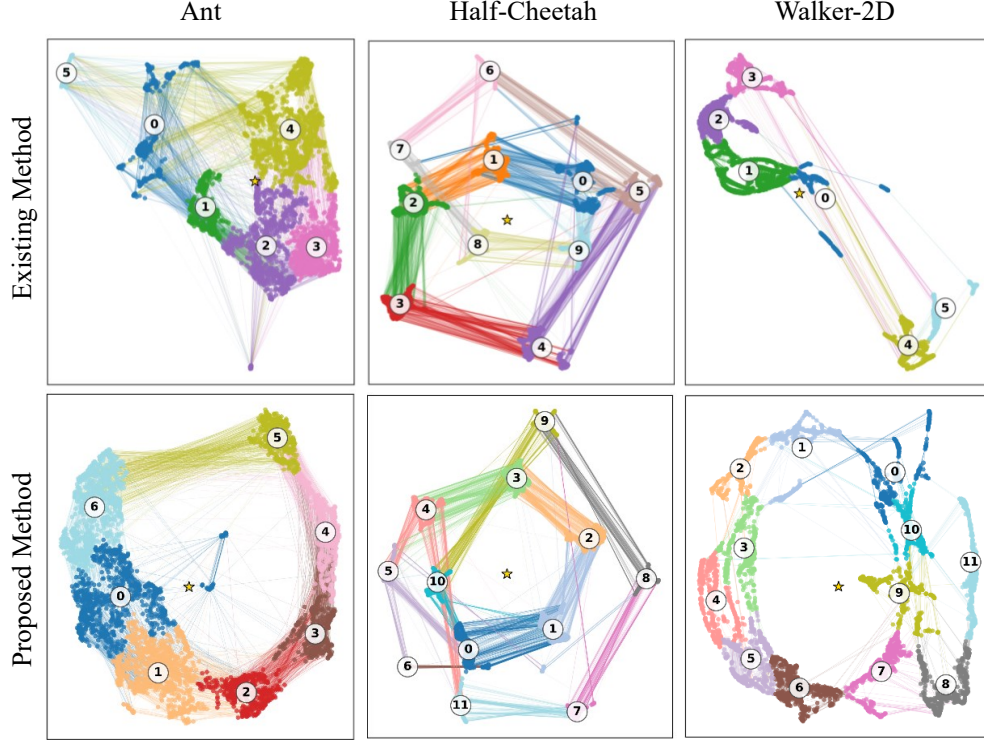 Ant Half-Cheetah Walker-2D
Existing Method
5 0 4 1 2 3
6 7 1 0 5 2 8 9 3 4
3 2 1 0 5 4
Proposed Method
5 6 4 0 3 1 2
9 3 4 2 5 10 8 1 0 6 11 7
1 2 0 10 3 11 4 9 5 7 6 8